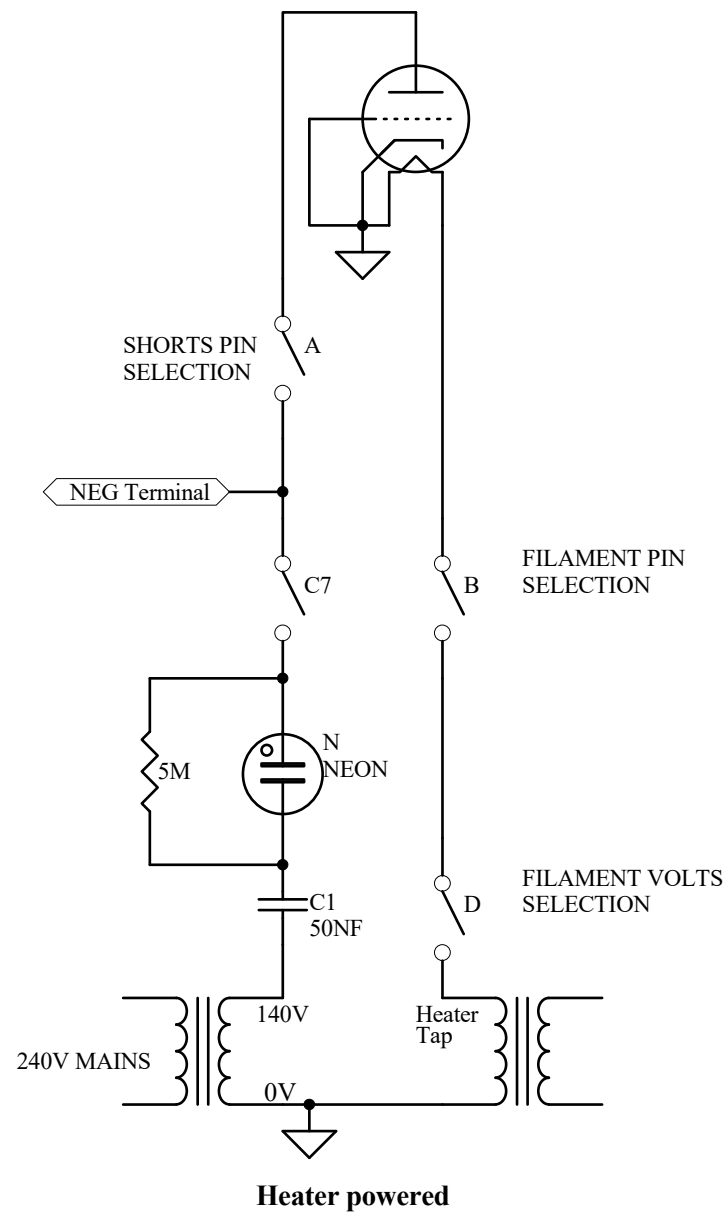 SHORTS PIN
SELECTION
A
NEG Terminal
C7
B
FILAMENT PIN
SELECTION
N
NEON
5M
C1
50NF
D
FILAMENT VOLTS
SELECTION
140V
Heater
Tap
240V MAINS
0V
Heater powered